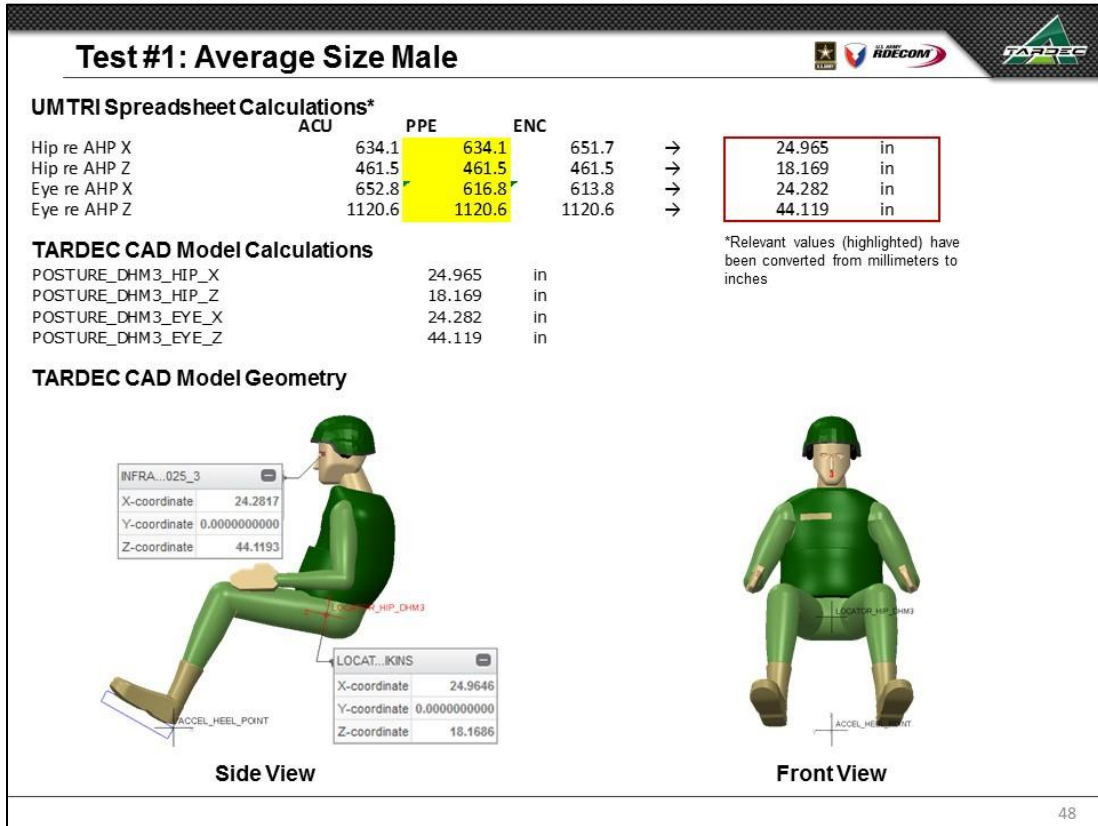 Test #1: Average Size Male
U.S. ARMY
U.S. ARMY RDECOM
TARDEC
UMTRI Spreadsheet Calculations*
ACU PPE ENC
Hip re AHP X 634.1 634.1 651.7 → 24.965 in
Hip re AHP Z 461.5 461.5 461.5 → 18.169 in
Eye re AHP X 652.8 616.8 613.8 → 24.282 in
Eye re AHP Z 1120.6 1120.6 1120.6 → 44.119 in
*Relevant values (highlighted) have
been converted from millimeters to
inches
TARDEC CAD Model Calculations
POSTURE_DHM3_HIP_X 24.965 in
POSTURE_DHM3_HIP_Z 18.169 in
POSTURE_DHM3_EYE_X 24.282 in
POSTURE_DHM3_EYE_Z 44.119 in
TARDEC CAD Model Geometry
INFRA...025_3
X-coordinate 24.2817
Y-coordinate 0.0000000000
Z-coordinate 44.1193
3
LOCATOR_HIP_DHM3
LOCATOR_HIP_DHM3
LOCAT...IKINS
X-coordinate 24.9646
Y-coordinate 0.0000000000
Z-coordinate 18.1686
ACCEL_HEEL_POINT
ACCEL_HEEL_POINT
Side View
Front View
48